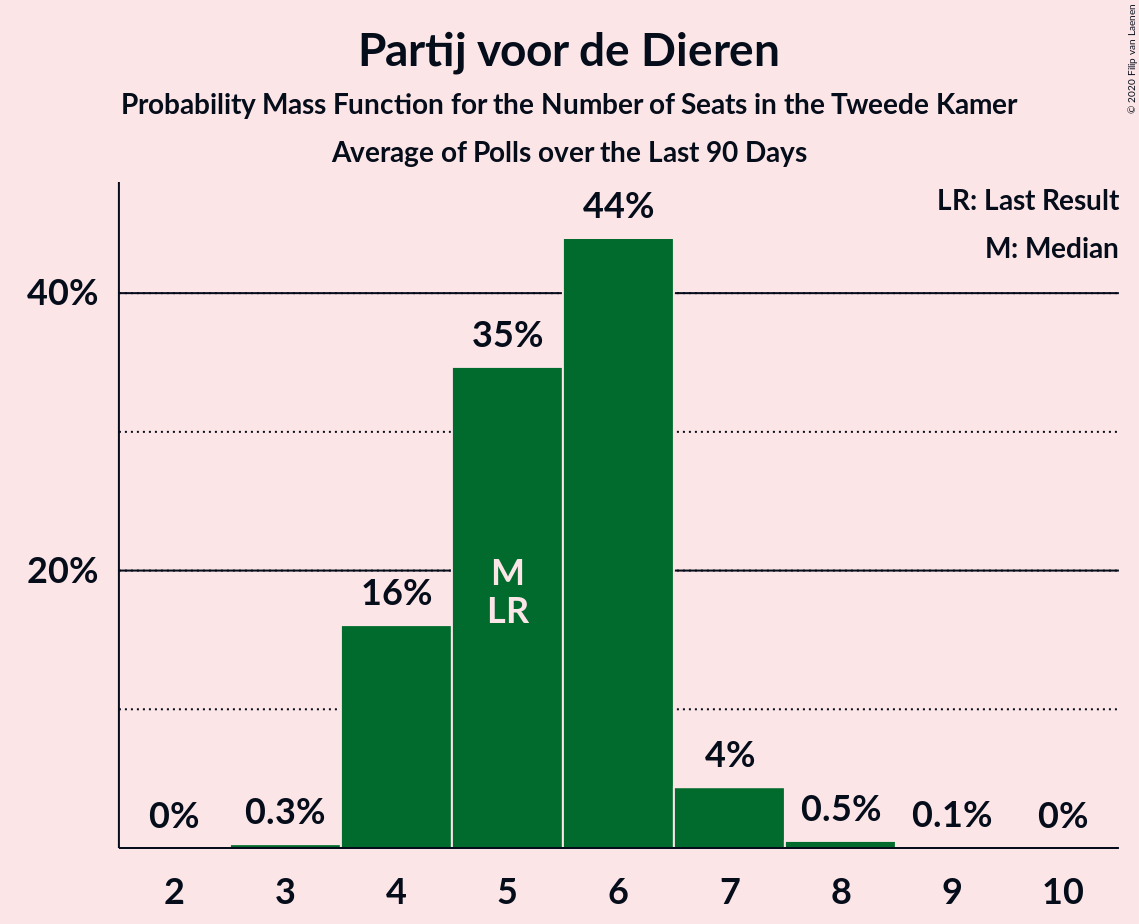 Partij voor de Dieren
Probability Mass Function for the Number of Seats in the Tweede Kamer
Average of Polls over the Last 90 Days
© 2020 Filip van Laenen
LR: Last Result
M: Median
40%
20%
0%
0.3%
16%
35%
44%
4%
0.5%
0.1%
0%
M
LR
2
3
4
5
6
7
8
9
10